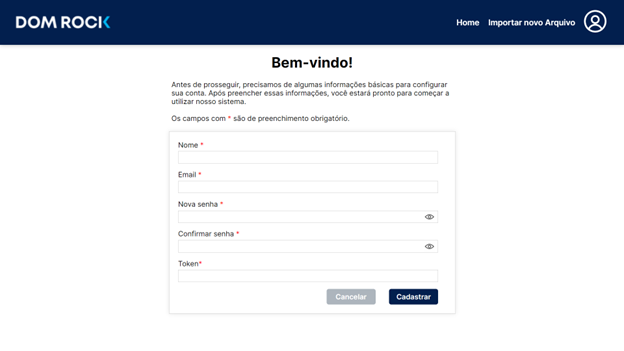 DOM ROCK
Home Importar novo Arquivo
Bem-vindo!
Antes de prosseguir, precisamos de algumas informações básicas para configurar
sua conta. Após preencher essas informações, você estará pronto para começar a
utilizar nosso sistema.
Os campos com * são de preenchimento obrigatório.
Nome *
Email *
Nova senha *
Confirmar senha *
Token*
Cancelar Cadastrar